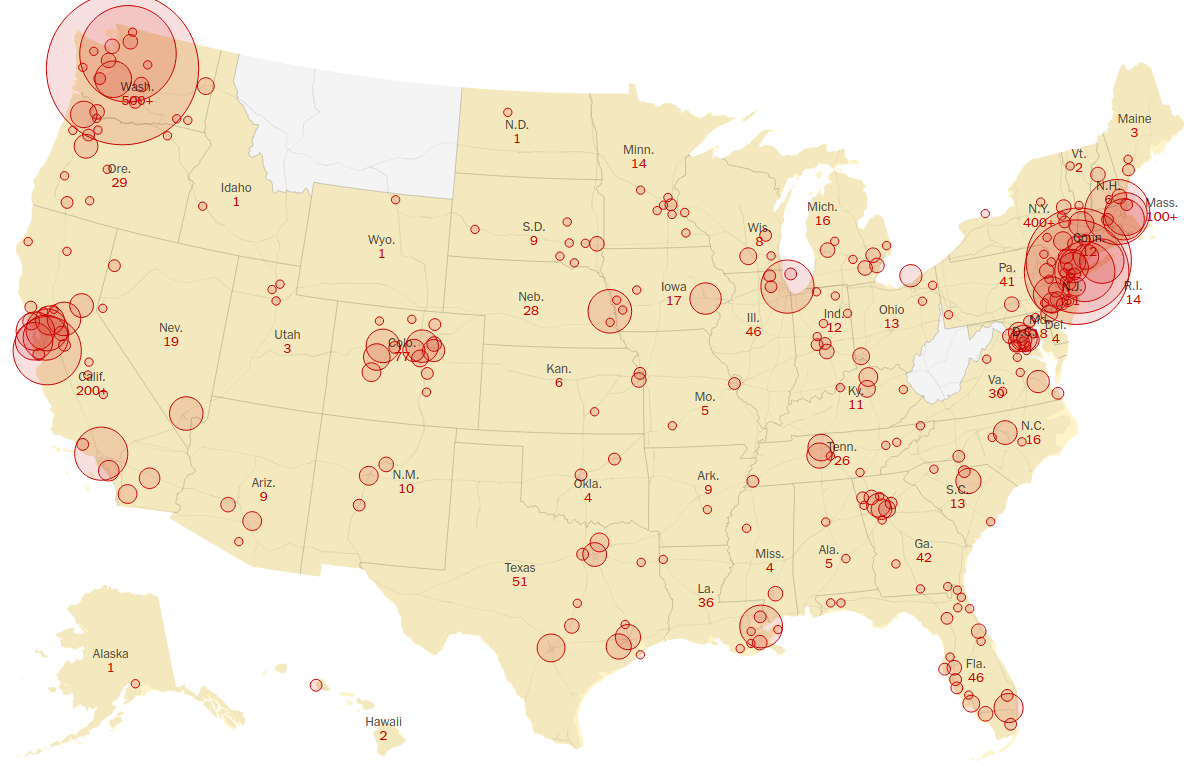 Wash.
500+
Ore.
29
Idaho
1
N.D.
1
Minn.
14
Maine
3
Vt.
2
N.H.
N.Y.
400+
Mass.
100+
Mich.
16
Wis.
8
S.D.
9
Wyo.
1
Conn.
12
Pa.
41
R.I.
14
N.J.
Iowa
17
Neb.
28
Ohio
13
Ill.
46
Ind.
12
Nev.
19
Utah
3
Colo.
77
Md.
18
Del.
4
D.C.
Calif.
200+
Kan.
6
Mo.
5
Ky.
11
Va.
30
N.C.
16
Tenn.
26
Ariz.
9
N.M.
10
Okla.
4
Ark.
9
S.C.
13
Texas
51
La.
36
Miss.
4
Ala.
5
Ga.
42
Fla.
46
Alaska
1
Hawaii
2